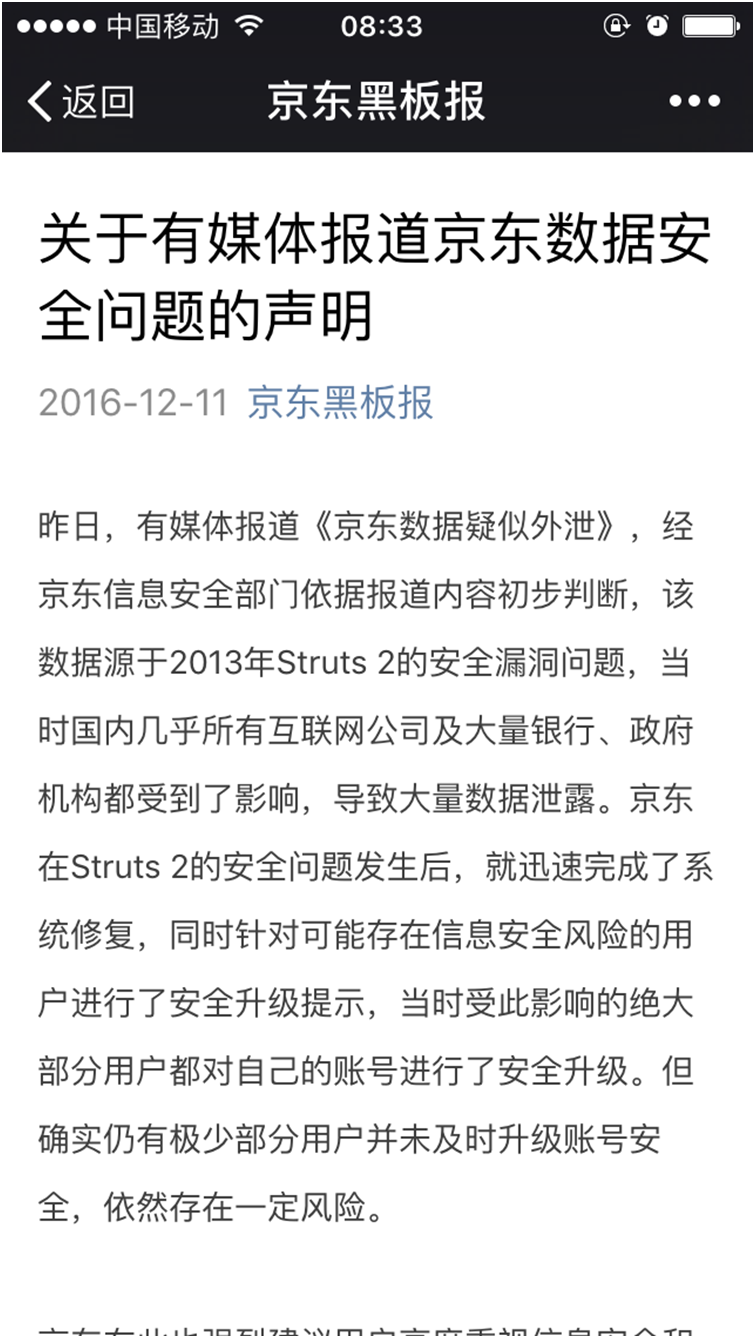 中国移动 08:33
返回 京东黑板报
关于有媒体报道京东数据安
全问题的声明
2016-12-11 京东黑板报
昨日，有媒体报道《京东数据疑似外泄》，经
京东信息安全部门依据报道内容初步判断，该
数据源于2013年Struts 2的安全漏洞问题，当
时国内几乎所有互联网公司及大量银行、政府
机构都受到了影响，导致大量数据泄露。京东
在Struts 2的安全问题发生后，就迅速完成了系
统修复，同时针对可能存在信息安全风险的用
户进行了安全升级提示，当时受此影响的绝大
部分用户都对自己的账号进行了安全升级。但
确实仍有极少部分用户并未及时升级账号安
全，依然存在一定风险。